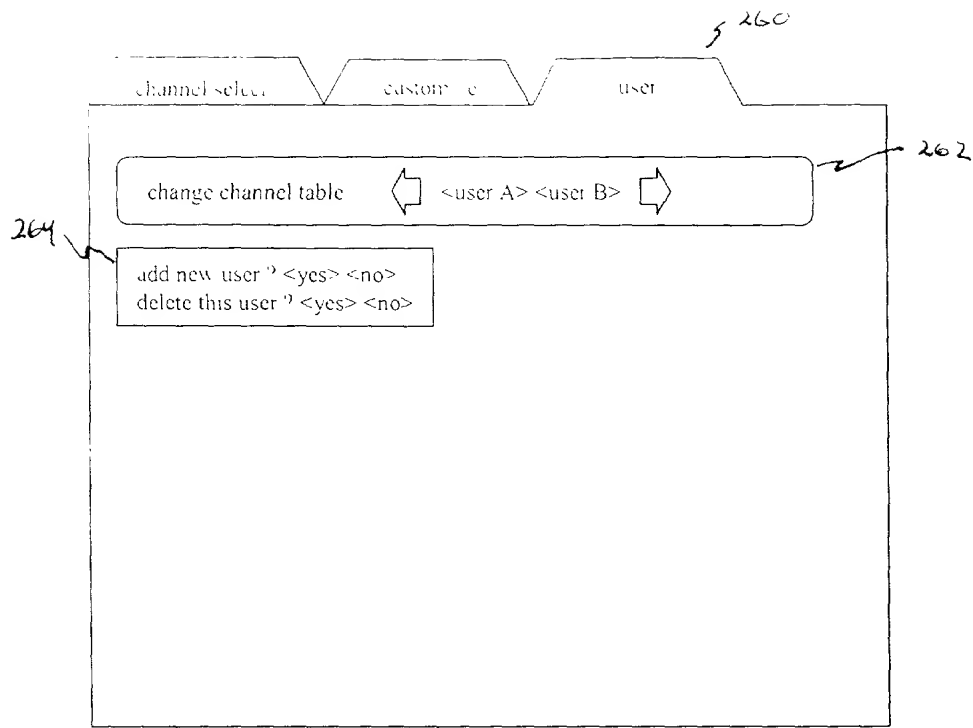 260
channel select
user
262
change channel table <user A> <user B>
264
add new user ? <yes> <no>
delete this user ? <yes> <no>